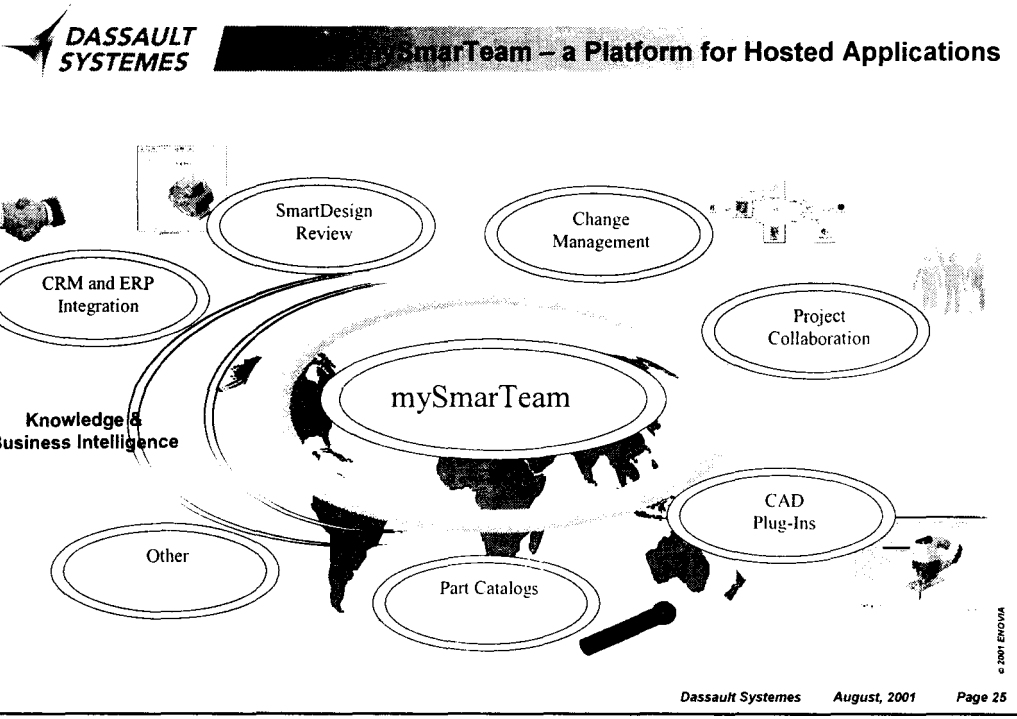 DASSAULT
SYSTEMES
mySmarTeam – a Platform for Hosted Applications
SmartDesign
Review
Change
Management
CRM and ERP
Integration
Project
Collaboration
mySmarTeam
Knowledge &
Business Intelligence
CAD
Plug-Ins
Other
Part Catalogs
© 2001 ENOVIA
Dassault Systemes August, 2001 Page 25